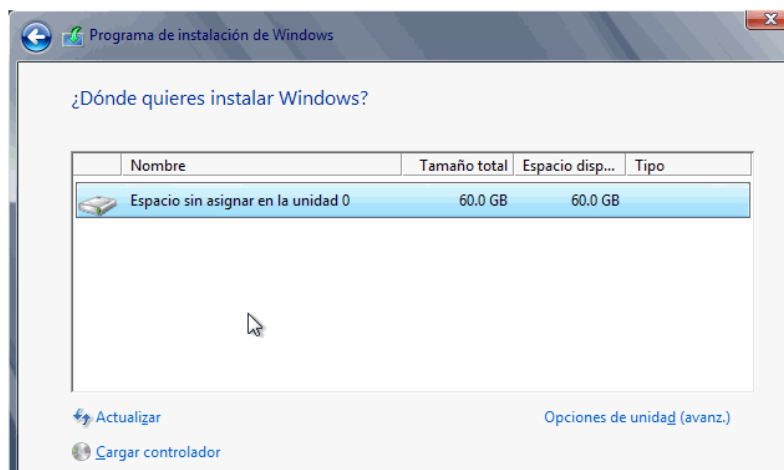 Programa de instalación de Windows
¿Dónde quieres instalar Windows?
Nombre Tamaño total Espacio disp... Tipo
Espacio sin asignar en la unidad 0 60.0 GB 60.0 GB
Actualizar Opciones de unidad (avanz.)
Cargar controlador